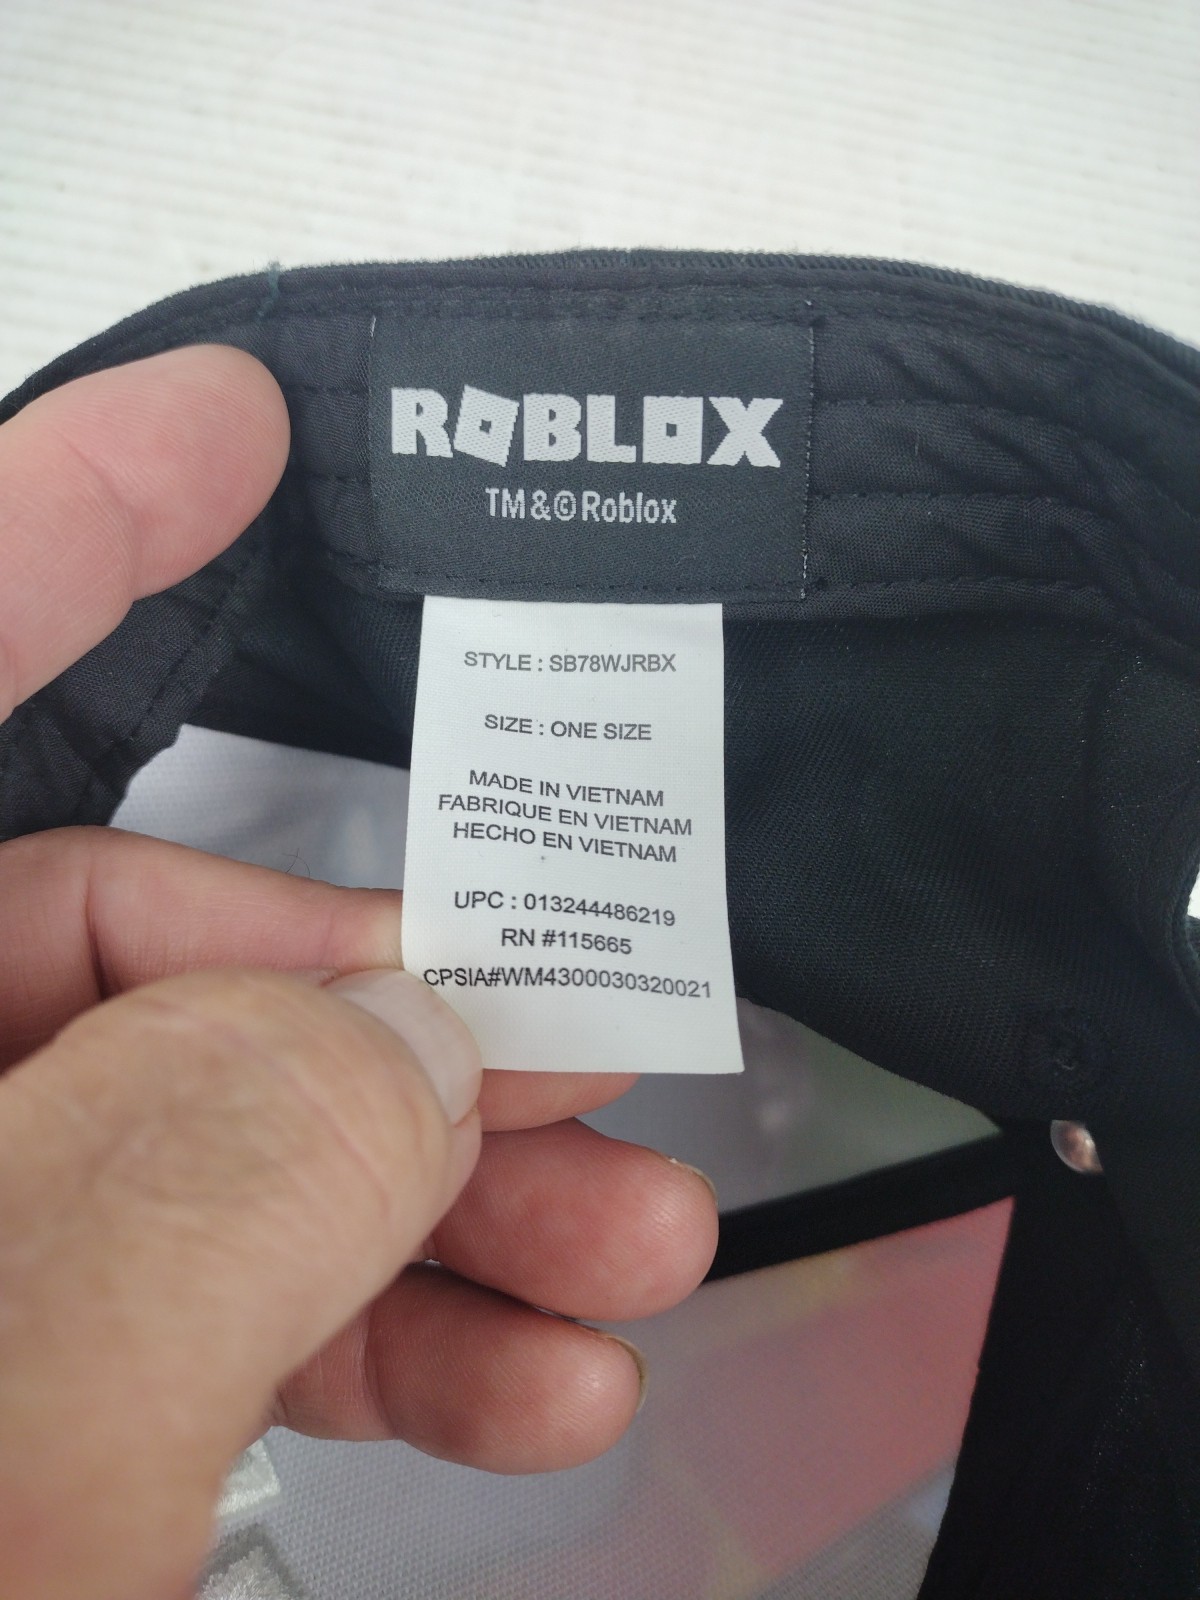 ROBLOX
TM & © Roblox
STYLE : SB78WJRBX
SIZE : ONE SIZE
MADE IN VIETNAM
FABRIQUE EN VIETNAM
HECHO EN VIETNAM
UPC : 013244486219
RN #115665
CPSIA#WM4300030320021